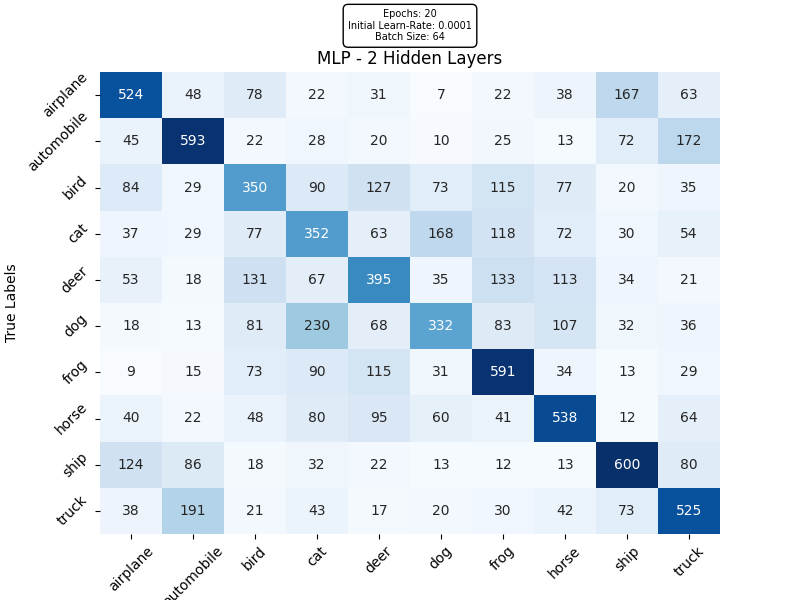 Epochs: 20
Initial Learn-Rate: 0.0001
Batch Size: 64
MLP - 2 Hidden Layers
True Labels
airplane 524 48 78 22 31 7 22 38 167 63
automobile 45 593 22 28 20 10 25 13 72 172
bird 84 29 350 90 127 73 115 77 20 35
cat 37 29 77 352 63 168 118 72 30 54
deer 53 18 131 67 395 35 133 113 34 21
dog 18 13 81 230 68 332 83 107 32 36
frog 9 15 73 90 115 31 591 34 13 29
horse 40 22 48 80 95 60 41 538 12 64
ship 124 86 18 32 22 13 12 13 600 80
truck 38 191 21 43 17 20 30 42 73 525
airplane automobile bird cat deer dog frog horse ship truck